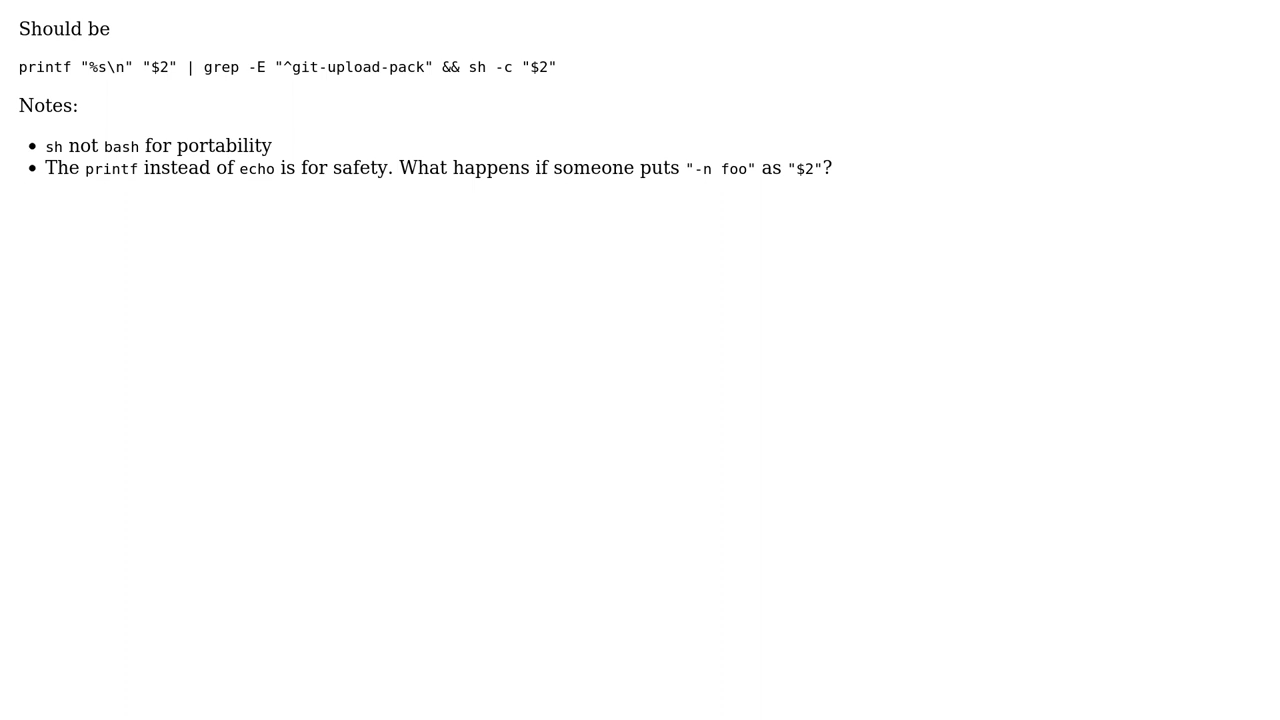 Should be
printf "%s\n" "$2" | grep -E "^git-upload-pack" && sh -c "$2"
Notes:
• sh not bash for portability
• The printf instead of echo is for safety. What happens if someone puts "-n foo" as "$2"?